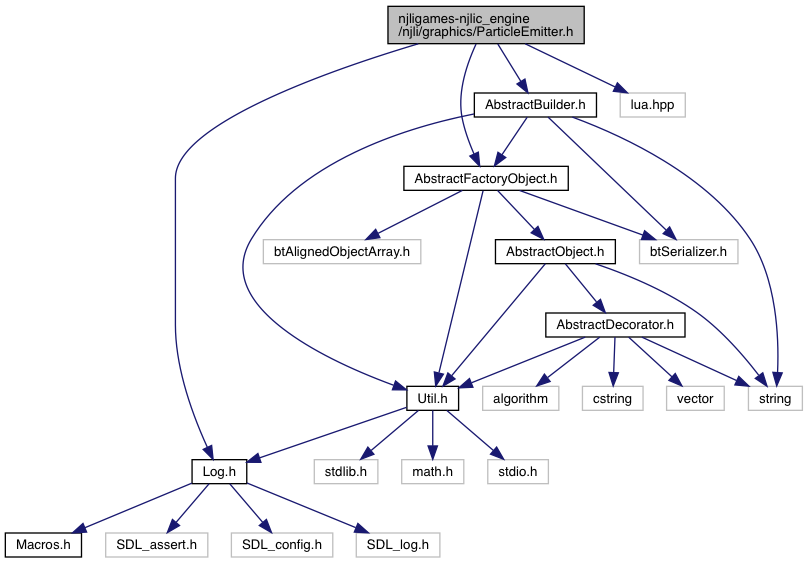 njligames-njlic_engine
/njli/graphics/ParticleEmitter.h
AbstractBuilder.h
lua.hpp
AbstractFactoryObject.h
btAlignedObjectArray.h
AbstractObject.h
btSerializer.h
AbstractDecorator.h
Util.h
algorithm
cstring
vector
string
Log.h
stdlib.h
math.h
stdio.h
Macros.h
SDL_assert.h
SDL_config.h
SDL_log.h